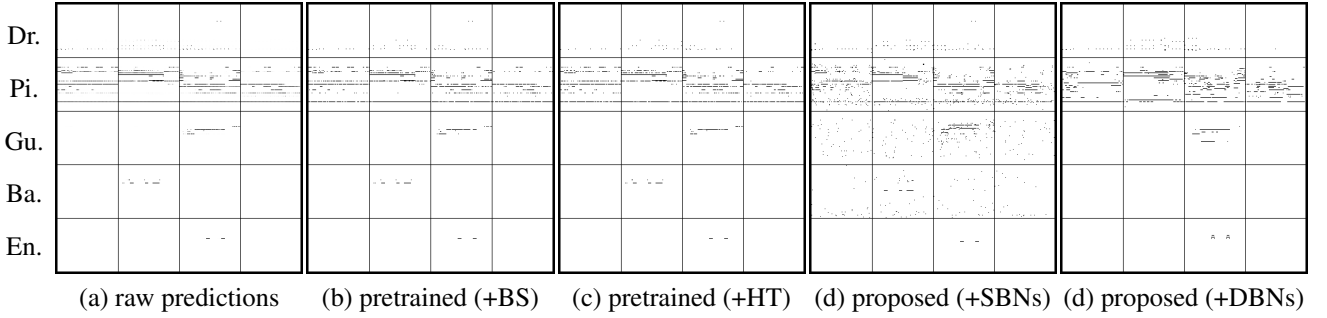 Dr.
Pi.
Gu.
Ba.
En.
(a) raw predictions (b) pretrained (+BS) (c) pretrained (+HT) (d) proposed (+SBNs) (d) proposed (+DBNs)